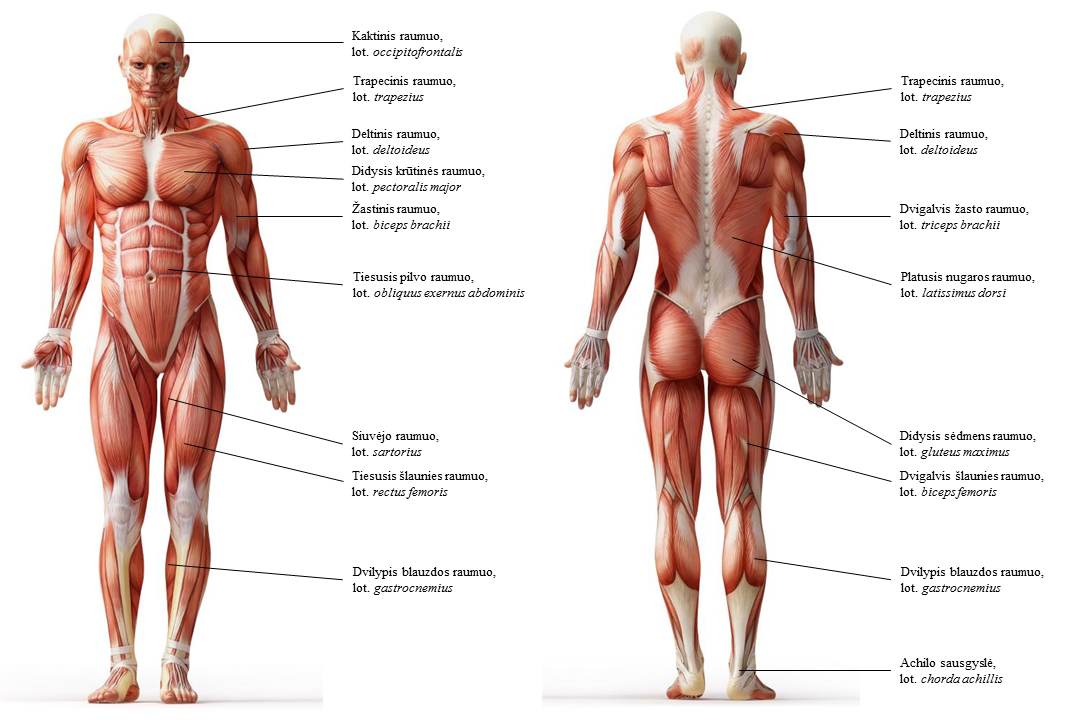 Kaktinis raumuo,
lot. occipitofrontalis
Trapecinis raumuo,
lot. trapezius
Deltinis raumuo,
lot. deltoideus
Didysis krūtinės raumuo,
lot. pectoralis major
Žastinis raumuo,
lot. biceps brachii
Tiesusis pilvo raumuo,
lot. obliquus exernus abdominis
Siuvėjo raumuo,
lot. sartorius
Tiesusis šlaunies raumuo,
lot. rectus femoris
Dvilypis blauzdos raumuo,
lot. gastrocnemius
Trapecinis raumuo,
lot. trapezius
Deltinis raumuo,
lot. deltoideus
Dvigalvis žasto raumuo,
lot. triceps brachii
Platusis nugaros raumuo,
lot. latissimus dorsi
Didysis sėdmens raumuo,
lot. gluteus maximus
Dvigalvis šlaunies raumuo,
lot. biceps femoris
Dvilypis blauzdos raumuo,
lot. gastrocnemius
Achilo sausgyslė,
lot. chorda achillis